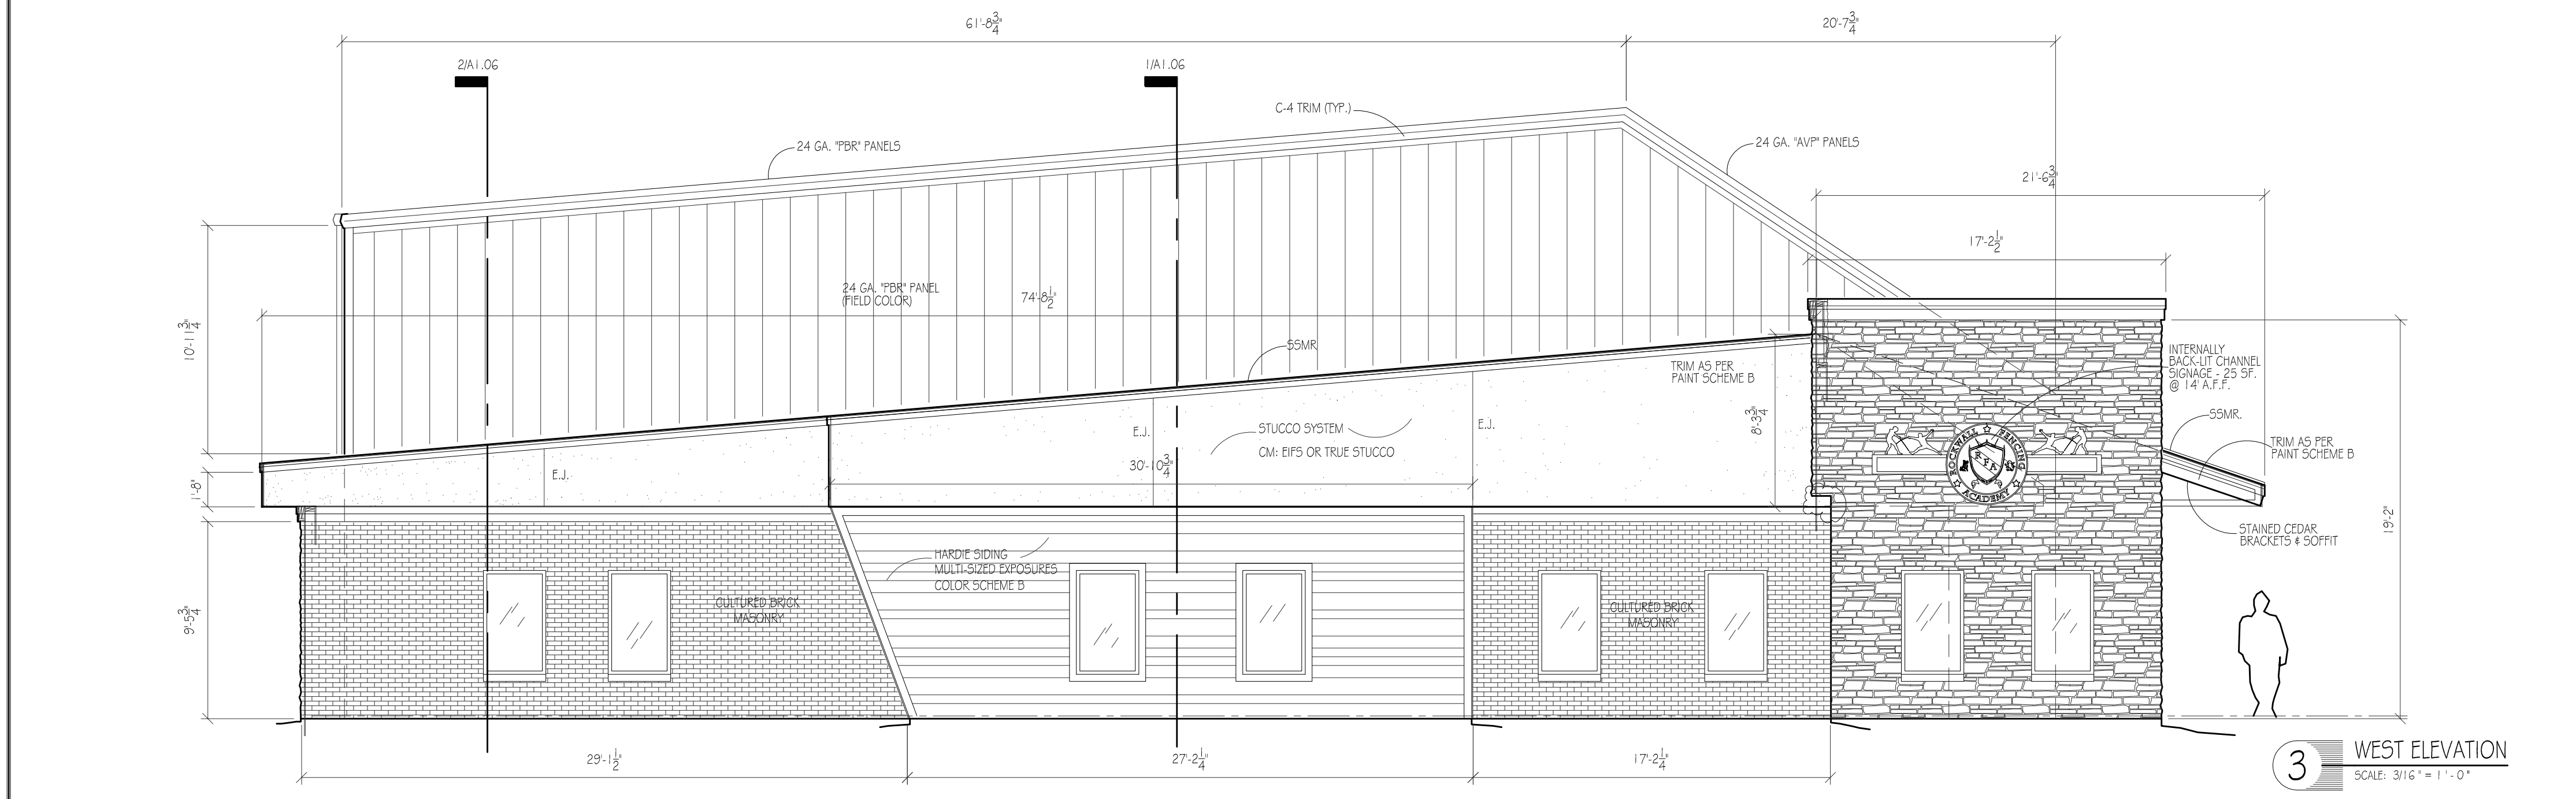 61'-8 3/4"
20'-7 3/4"
2/A1.06
1/A1.06
C-4 TRIM (TYP.)
24 GA. "PBR" PANELS
24 GA. "AVP" PANELS
21'-6 3/4"
17'-2 1/2"
24 GA. "PBR" PANEL
(FIELD COLOR)
74'-8 1/2"
10'-1 3/4"
SSMR
TRIM AS PER
PAINT SCHEME B
INTERNALLY
BACK-LIT CHANNEL
SIGNAGE - 25 SF.
@ 14' A.F.F.
8'-3 3/4"
SSMR.
E.J.
STUCCO SYSTEM
E.J.
CM: EIFS OR TRUE STUCCO
30'-10 3/4"
TRIM AS PER
PAINT SCHEME B
ROCKWALL FENCING
RFA
ACADEMY
E.J.
1'-8"
19'-2"
STAINED CEDAR
BRACKETS & SOFFIT
HARDIE SIDING
MULTI-SIZED EXPOSURES
COLOR SCHEME B
CULTURED BRICK
MASONRY
CULTURED BRICK
MASONRY
9'-5 3/4"
29'-1 1/2"
27'-2 1/4"
17'-2 1/4"
3
WEST ELEVATION
SCALE: 3/16" = 1'-0"